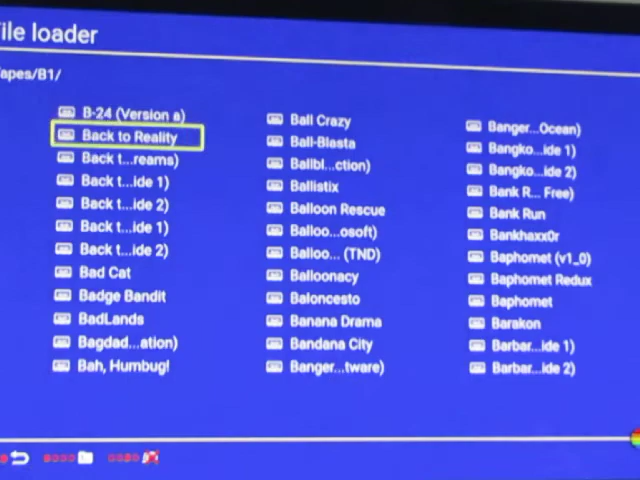 ile loader
apes/B1/
B-24 (Version a)
Back to Reality
Back t...reams)
Back t...ide 1)
Back t...ide 2)
Back t...ide 1)
Back t...ide 2)
Bad Cat
Badge Bandit
BadLands
Bagdad...ation)
Bah, Humbug!
Ball Crazy
Ball-Blasta
Ballbl...ction)
Ballistix
Balloon Rescue
Balloo...osoft)
Balloo... (TND)
Balloonacy
Baloncesto
Banana Drama
Bandana City
Banger...tware)
Banger...Ocean)
Bangko...ide 1)
Bangko...ide 2)
Bank R... Free)
Bank Run
Bankhaxx0r
Baphomet (v1_0)
Baphomet Redux
Baphomet
Barakon
Barbar...ide 1)
Barbar...ide 2)